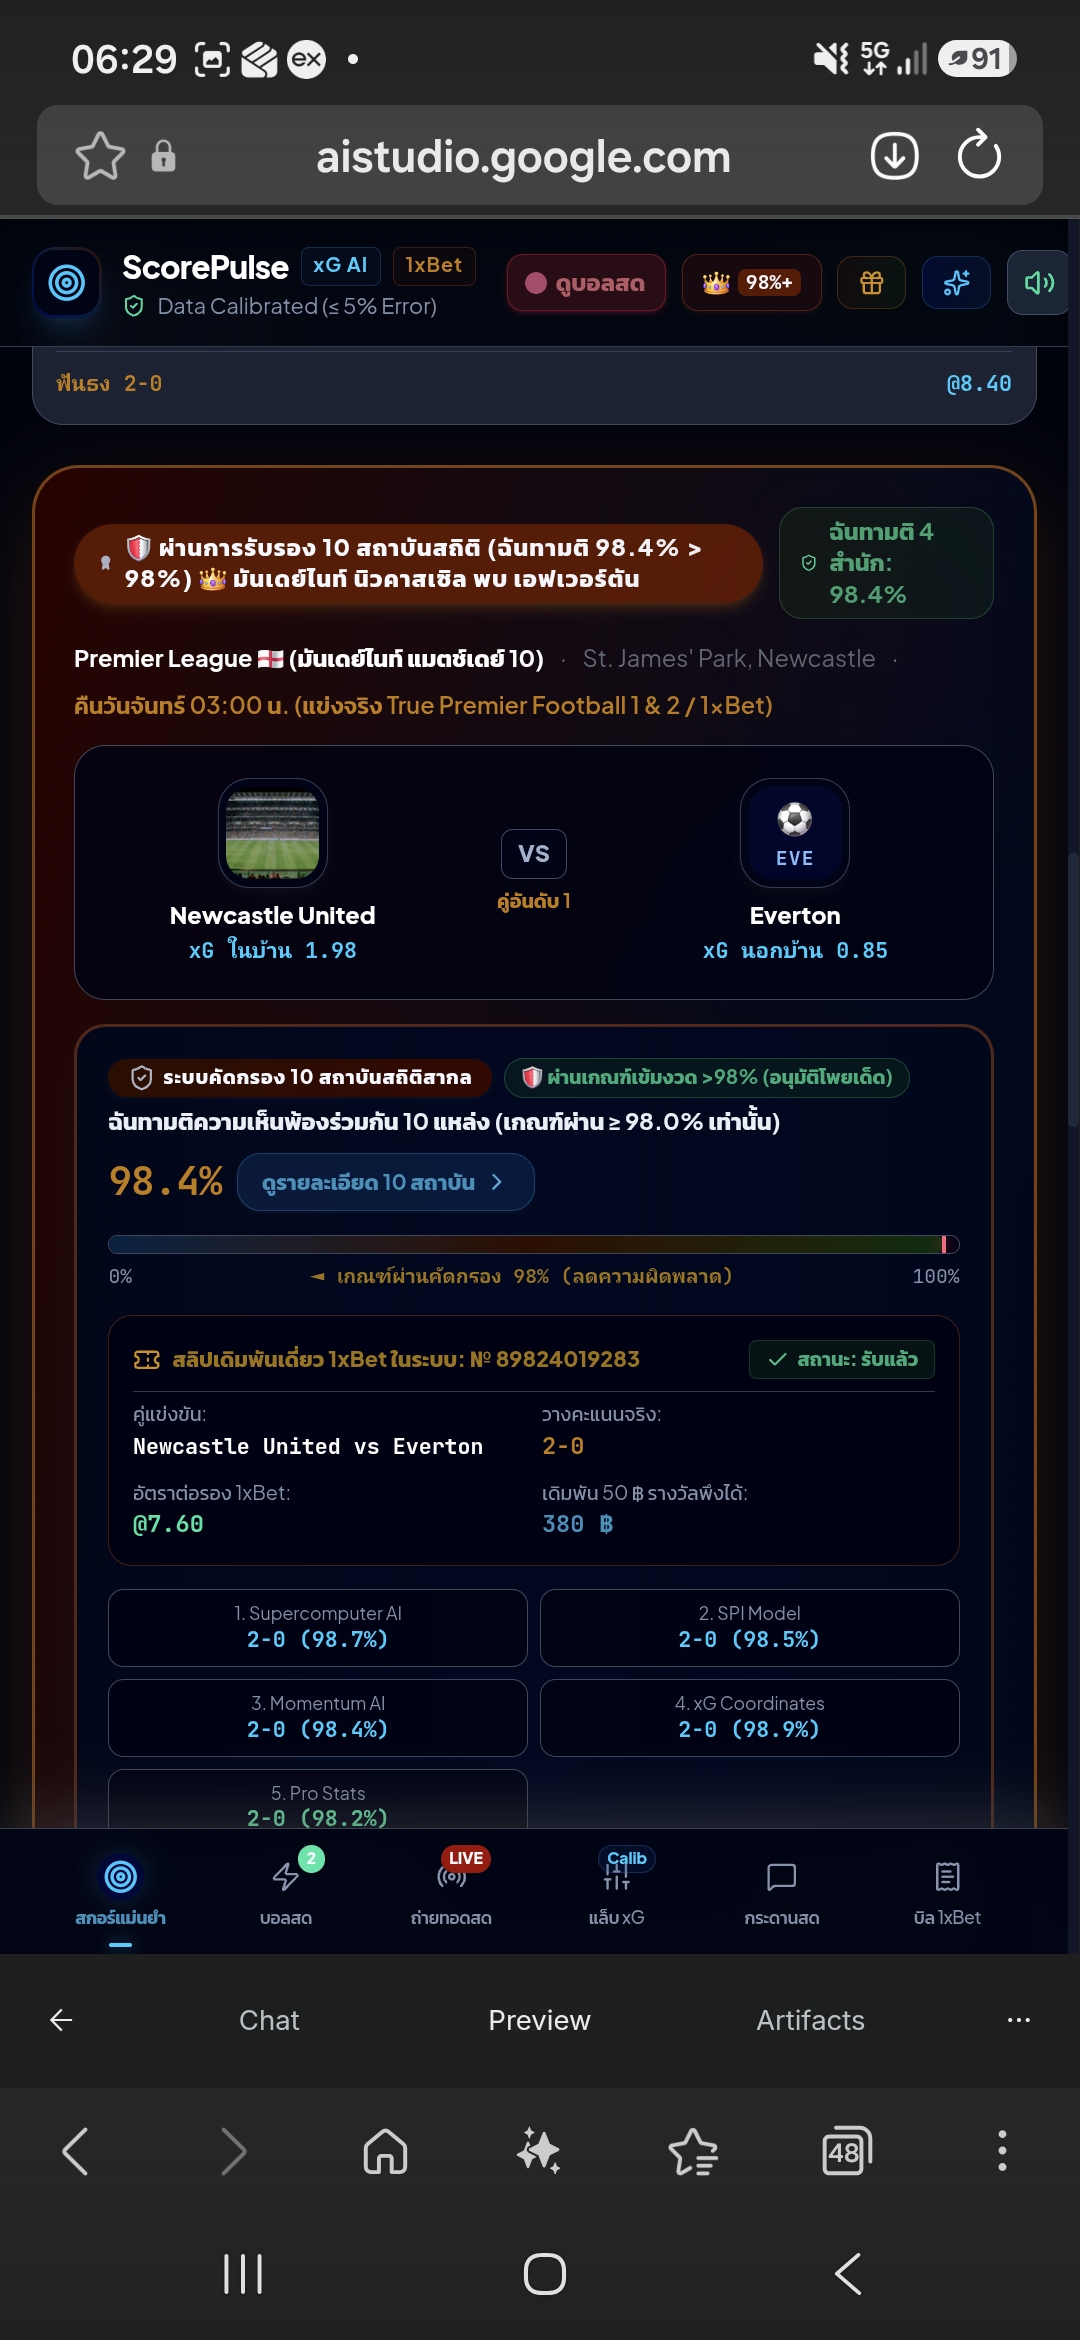 06:29 ex 5G 91
aistudio.google.com
ScorePulse xG AI 1xBet ดูบอลสด 👑 98%+
Data Calibrated (≤ 5% Error)
ฟันธง 2-0 @8.40
🛡️ ผ่านการรับรอง 10 สถาบันสถิติ (ฉันทามติ 98.4% >
98%) 👑 มันเดย์ไนท์ นิวคาสเซิล พบ เอฟเวอร์ตัน
ฉันทามติ 4
สำนัก:
98.4%
Premier League 🏴󠁧󠁢󠁥󠁮󠁧󠁿 (มันเดย์ไนท์ แมตช์เดย์ 10) · St. James' Park, Newcastle ·
คืนวันจันทร์ 03:00 น. (แข่งจริง True Premier Football 1 & 2 / 1xBet)
EVE
VS
คู่อันดับ 1
Newcastle United Everton
xG ในบ้าน 1.98 xG นอกบ้าน 0.85
ระบบคัดกรอง 10 สถาบันสถิติสากล 🛡️ ผ่านเกณฑ์เข้มงวด >98% (อนุมัติโพยเด็ด)
ฉันทามติความเห็นพ้องร่วมกัน 10 แหล่ง (เกณฑ์ผ่าน ≥ 98.0% เท่านั้น)
98.4% ดูรายละเอียด 10 สถาบัน >
0% ◄ เกณฑ์ผ่านคัดกรอง 98% (ลดความผิดพลาด) 100%
สลิปเดิมพันเดี่ยว 1xBet ในระบบ: № 89824019283 สถานะ: รับแล้ว
คู่แข่งขัน: วางคะแนนจริง:
Newcastle United vs Everton 2-0
อัตราต่อรอง 1xBet: เดิมพัน 50 ฿ รางวัลพึงได้:
@7.60 380 ฿
1. Supercomputer AI 2. SPI Model
2-0 (98.7%) 2-0 (98.5%)
3. Momentum AI 4. xG Coordinates
2-0 (98.4%) 2-0 (98.9%)
5. Pro Stats
2-0 (98.2%)
2 LIVE Calib
สกอร์แม่นยำ บอลสด ถ่ายทอดสด แล็บ xG กระดานสด บิล 1xBet
Chat Preview Artifacts
48